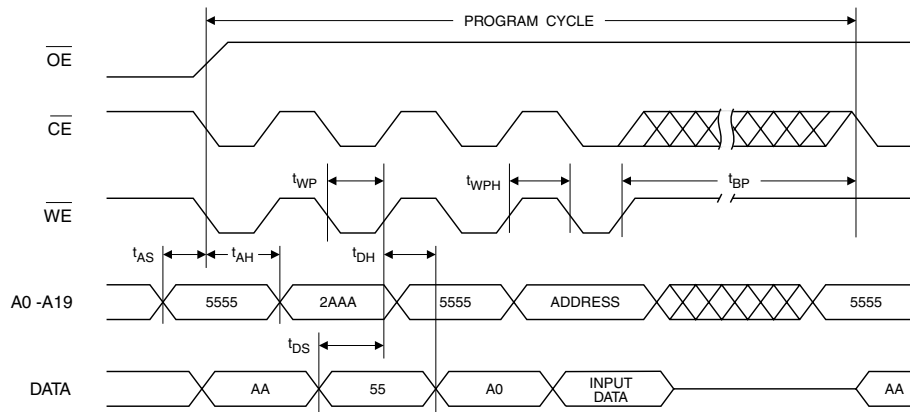 PROGRAM CYCLE
OE
CE
tWP
tWPH
tBP
WE
tAS
tAH
tDH
A0 -A19
5555
2AAA
5555
ADDRESS
5555
tDS
DATA
AA
55
A0
INPUT
DATA
AA